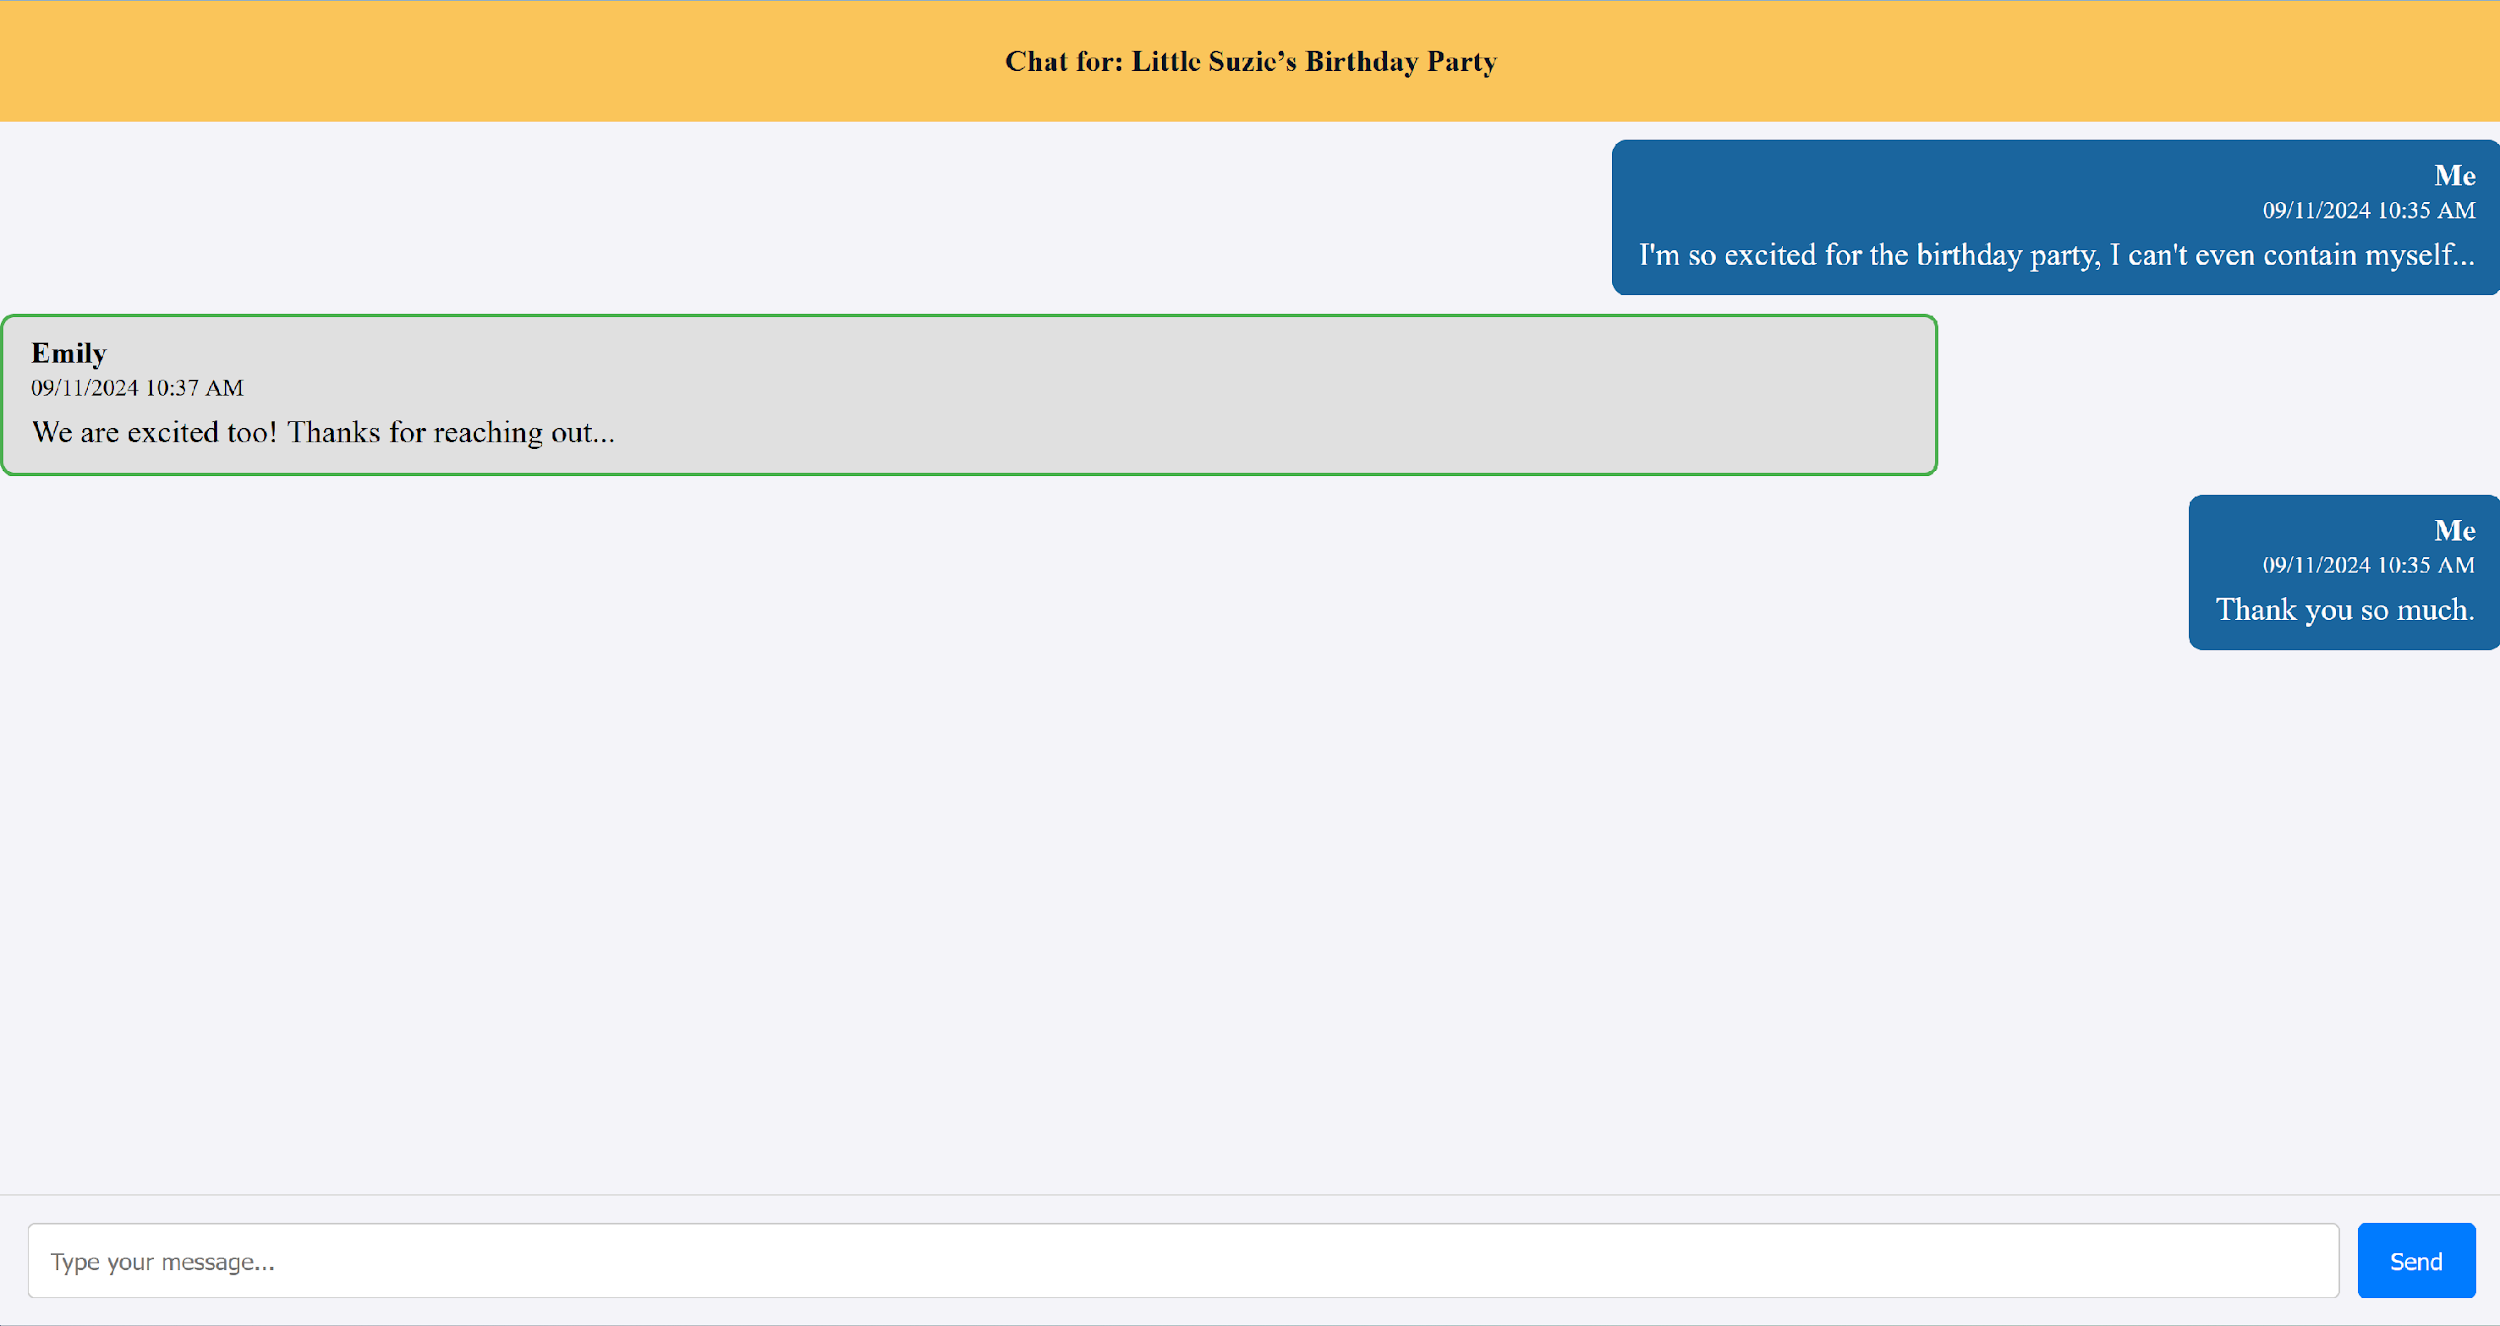 Chat for: Little Suzie’s Birthday Party
Me
09/11/2024 10:35 AM
I'm so excited for the birthday party, I can't even contain myself...
Emily
09/11/2024 10:37 AM
We are excited too! Thanks for reaching out...
Me
09/11/2024 10:35 AM
Thank you so much.
Type your message...
Send